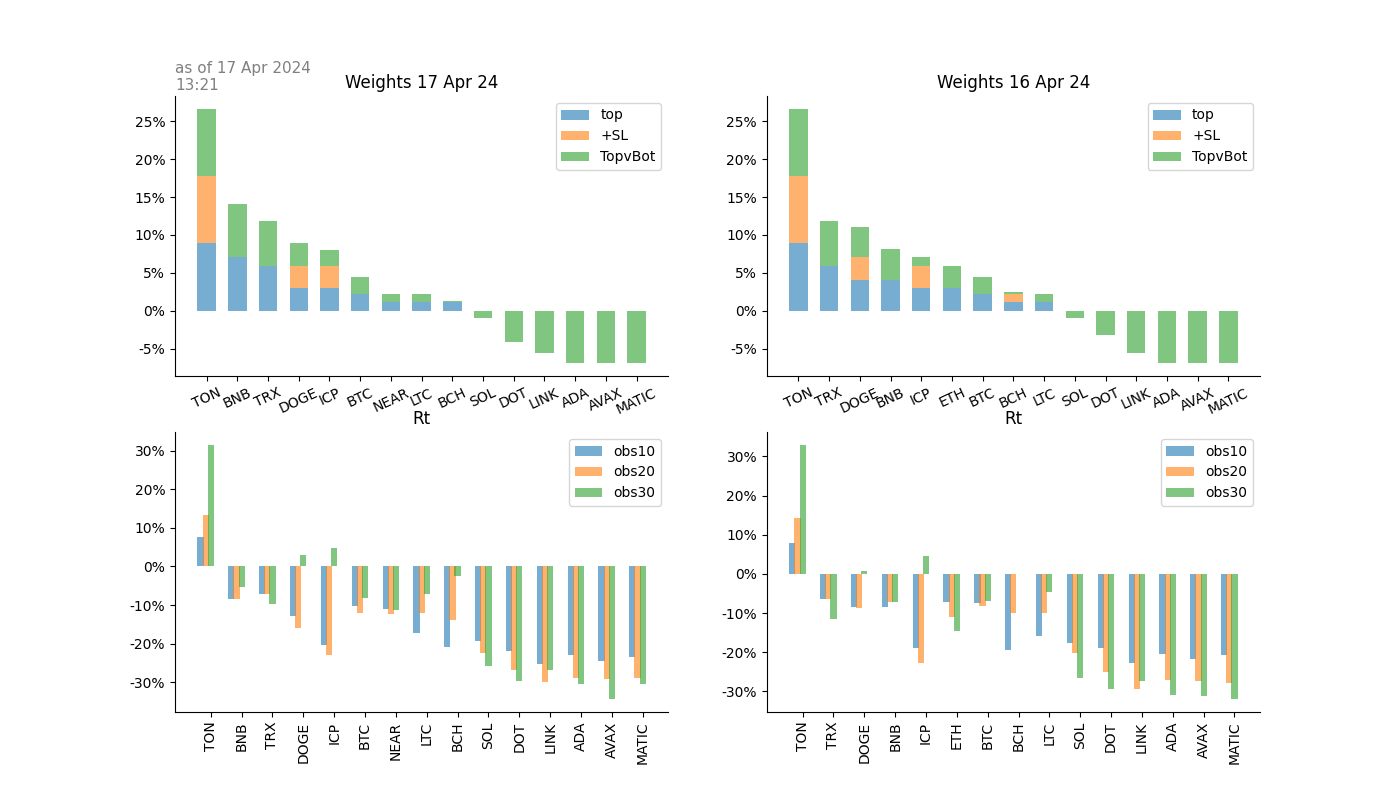 as of 17 Apr 2024
13:21
Weights 17 Apr 24
25%
20%
15%
10%
5%
0%
-5%
top
+SL
TopvBot
TON BNB TRX DOGE ICP BTC NEAR LTC BCH SOL DOT LINK ADA AVAX MATIC
Weights 16 Apr 24
25%
20%
15%
10%
5%
0%
-5%
top
+SL
TopvBot
TON TRX DOGE BNB ICP ETH BTC BCH LTC SOL DOT LINK ADA AVAX MATIC
Rt
30%
20%
10%
0%
-10%
-20%
-30%
obs10
obs20
obs30
TON BNB TRX DOGE ICP BTC NEAR LTC BCH SOL DOT LINK ADA AVAX MATIC
Rt
30%
20%
10%
0%
-10%
-20%
-30%
obs10
obs20
obs30
TON TRX DOGE BNB ICP ETH BTC BCH LTC SOL DOT LINK ADA AVAX MATIC